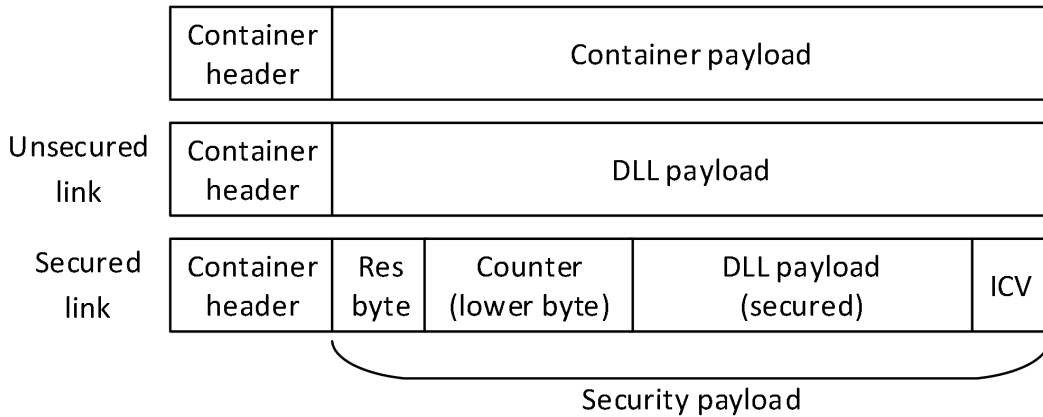 Container
header
Container payload
Unsecured
link
Container
header
DLL payload
Secured
link
Container
header
Res
byte
Counter
(lower byte)
DLL payload
(secured)
ICV
Security payload